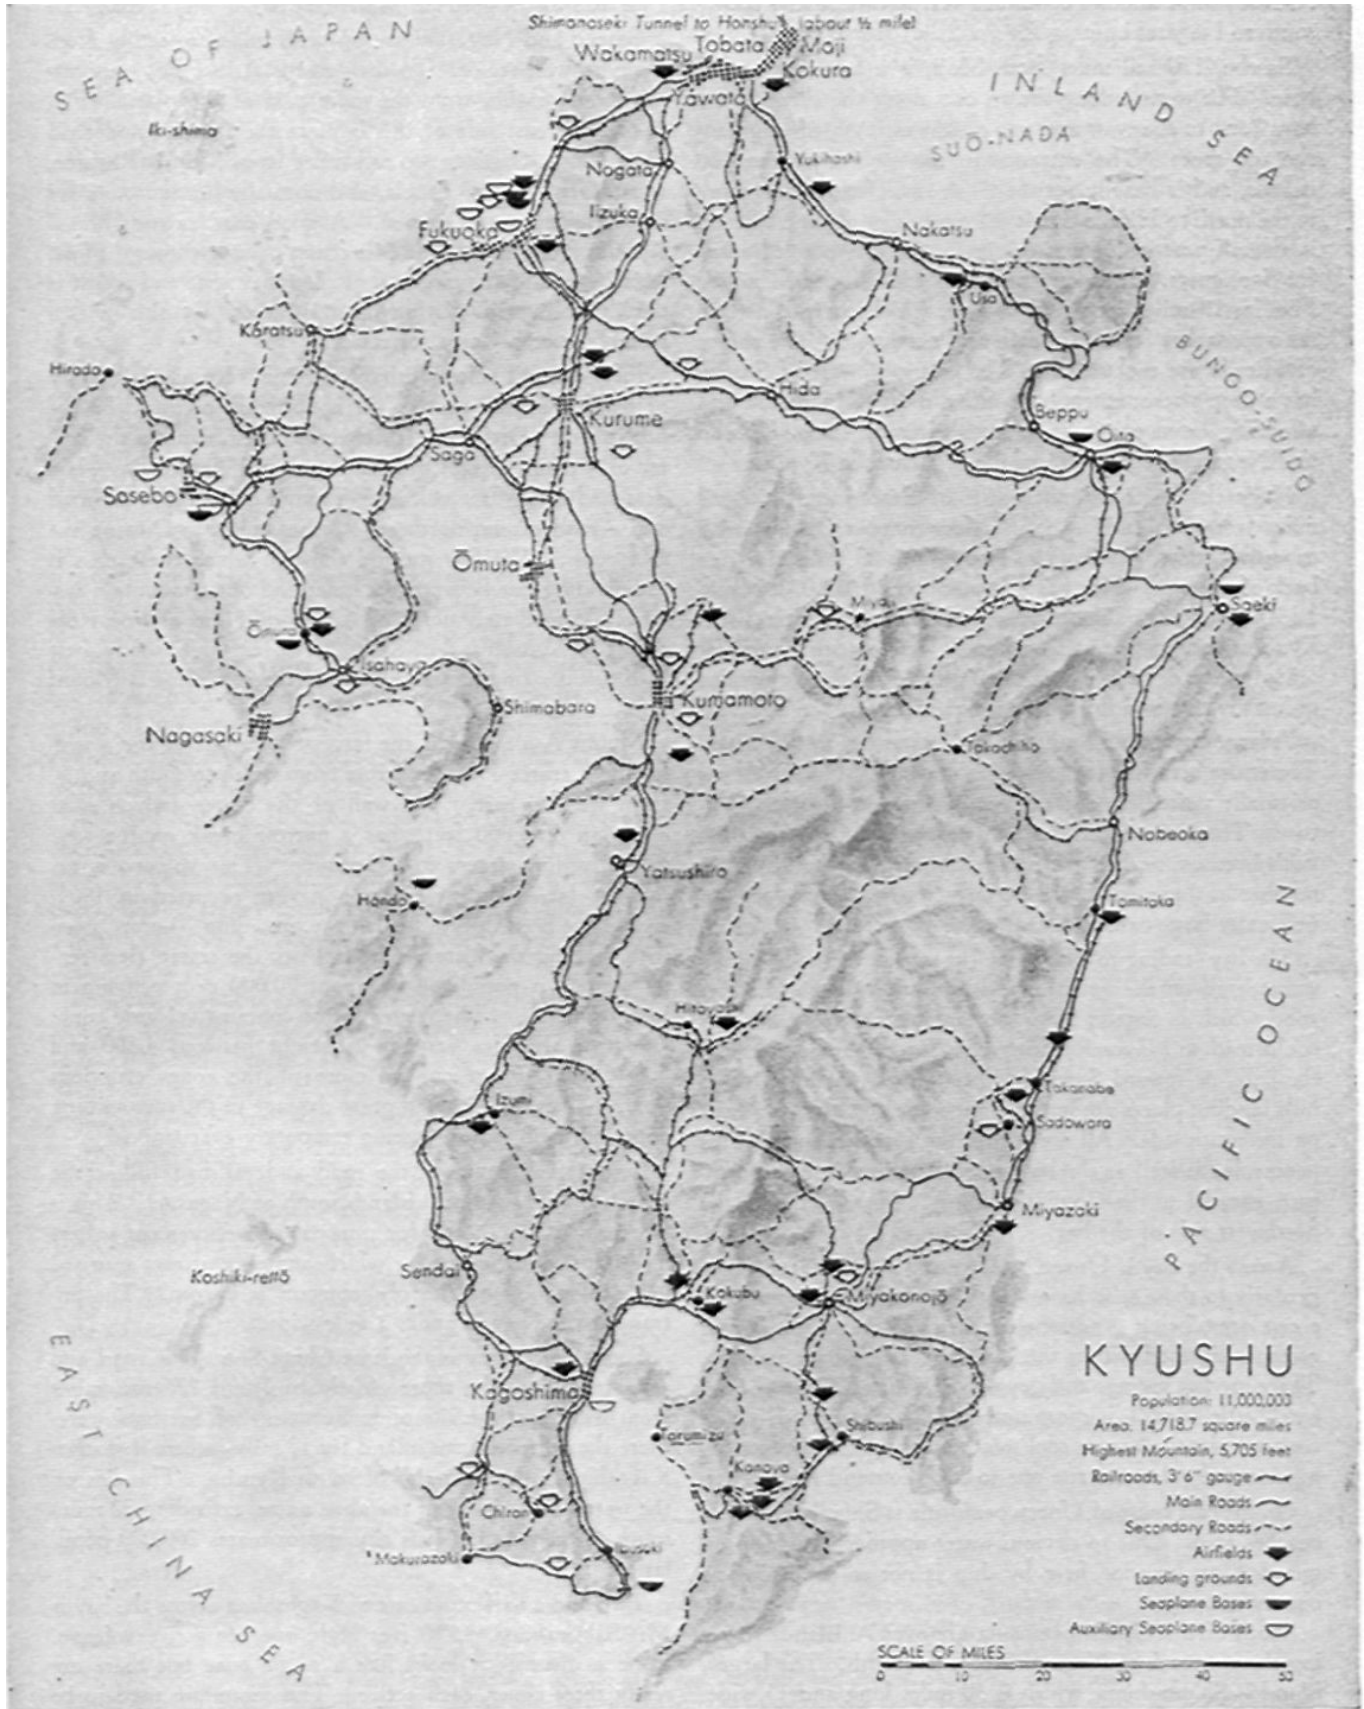 Shimonoseki Tunnel to Honshu (about ½ mile)
SEA OF JAPAN
Wakamatsu
Tobata
Moji
Kokura
Yawata
INLAND SEA
SUŌ-NADA
Iki-shima
Nogata
Yukihashi
Iizuka
Fukuoka
Nakatsu
Usa
Karatsu
BUNGO-SUIDO
Hirado
Hida
Kurume
Beppu
Ōita
Saga
Sasebo
Ōmuta
Saeki
Isahaya
Shimabara
Kumamoto
Nagasaki
Takachiho
Nobeoka
Yatsushiro
Hondo
Tomitaka
PACIFIC OCEAN
Hitoyoshi
Takanabe
Izumi
Sadowara
Miyazaki
Koshiki-rettō
Sendai
Kokubu
Miyakonojō
EAST CHINA SEA
Kagoshima
Tarumizu
Shibushi
Kanoya
Chiran
Makurazaki
Ibusuki
KYUSHU
Population: 11,000,000
Area, 14,718.7 square miles
Highest Mountain, 5,705 feet
Railroads, 3'6" gauge
Main Roads
Secondary Roads
Airfields
Landing grounds
Seaplane Bases
Auxiliary Seaplane Bases
SCALE OF MILES
0 10 20 30 40 50